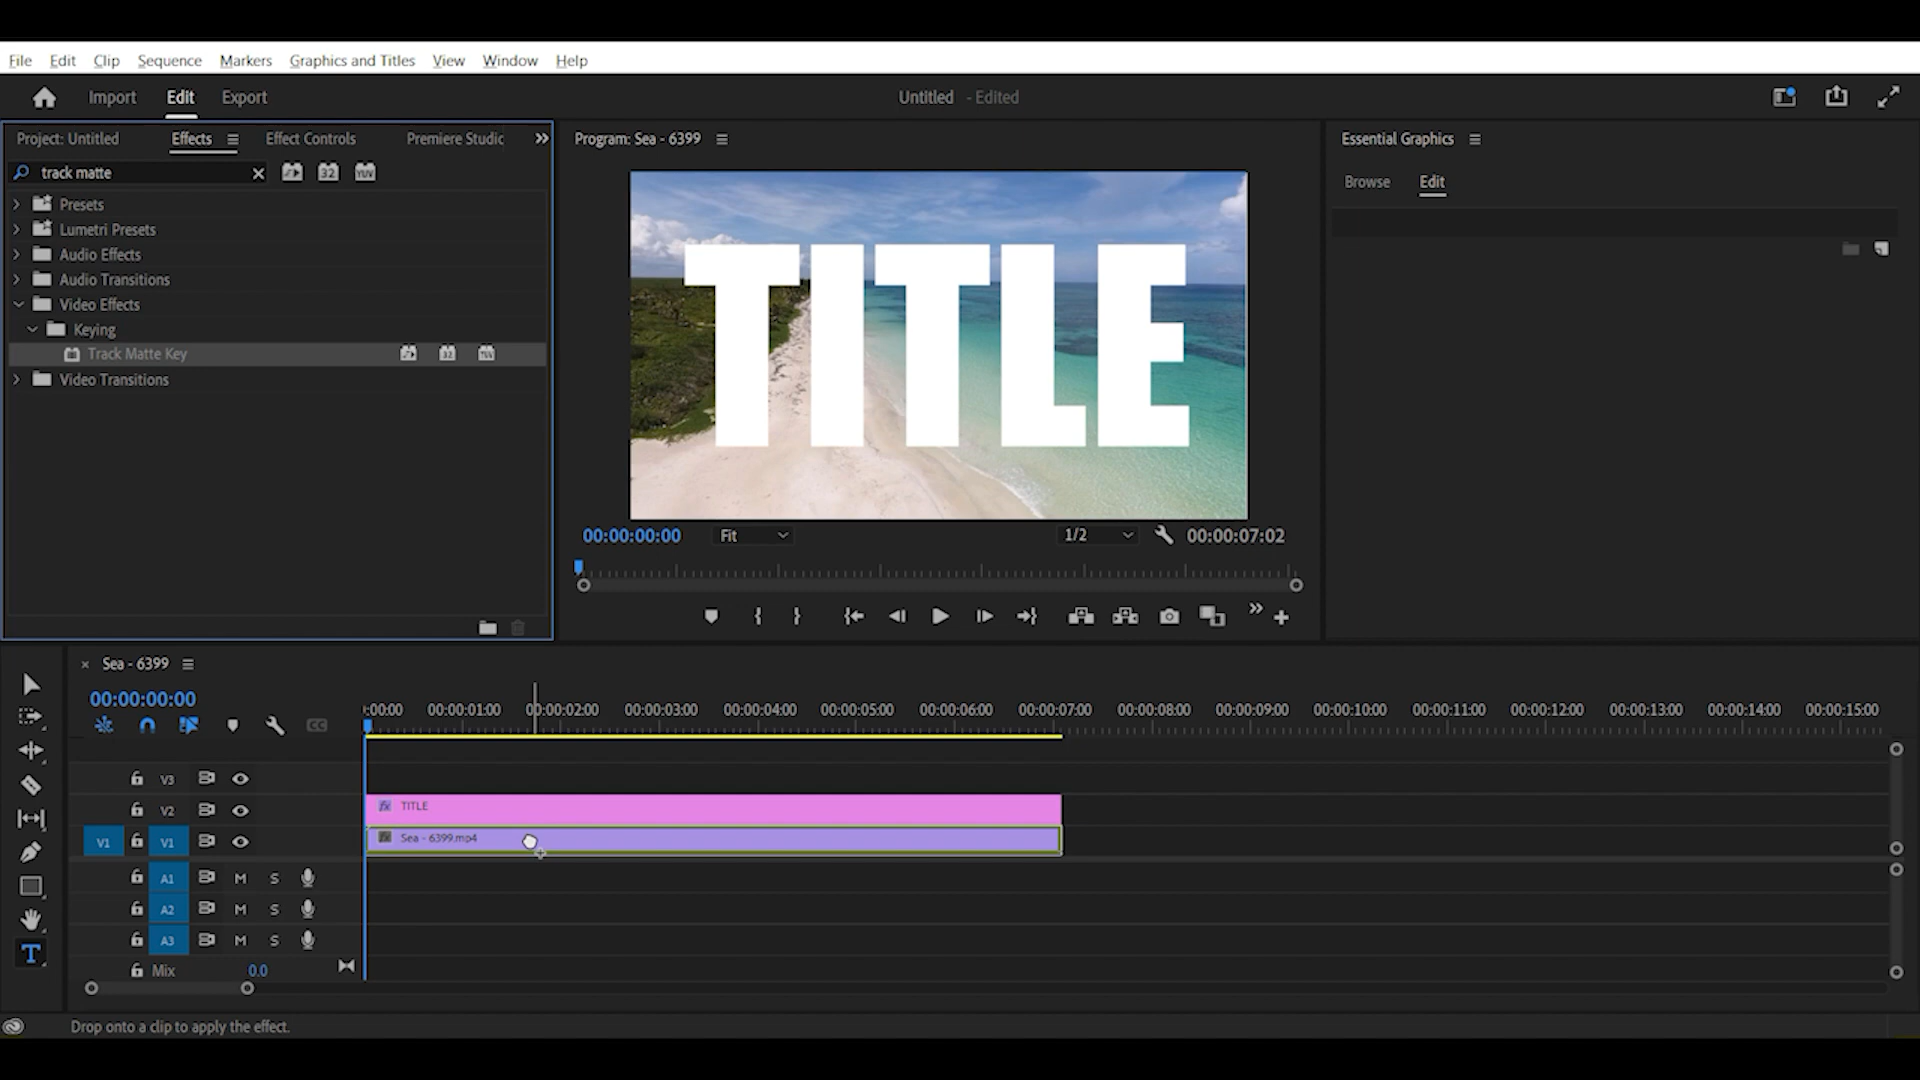 File Edit Clip Sequence Markers Graphics and Titles View Window Help
Import Edit Export Untitled - Edited
Project: Untitled Effects Effect Controls Premiere Studio
track matte 32 YUV
Presets
Lumetri Presets
Audio Effects
Audio Transitions
Video Effects
Keying
Track Matte Key 32 YUV
Video Transitions
Program: Sea - 6399
TITLE
00:00:00:00 Fit 1/2 00:00:07:02
Essential Graphics
Browse Edit
Sea - 6399
00:00:00:00
:00:00 00:00:01:00 00:00:02:00 00:00:03:00 00:00:04:00 00:00:05:00 00:00:06:00 00:00:07:00 00:00:08:00 00:00:09:00 00:00:10:00 00:00:11:00 00:00:12:00 00:00:13:00 00:00:14:00 00:00:15:00
CC
V3
V2 fx TITLE
V1 V1 fx Sea - 6399.mp4
A1 M S
A2 M S
A3 M S
Mix 0.0
T
Drop onto a clip to apply the effect.